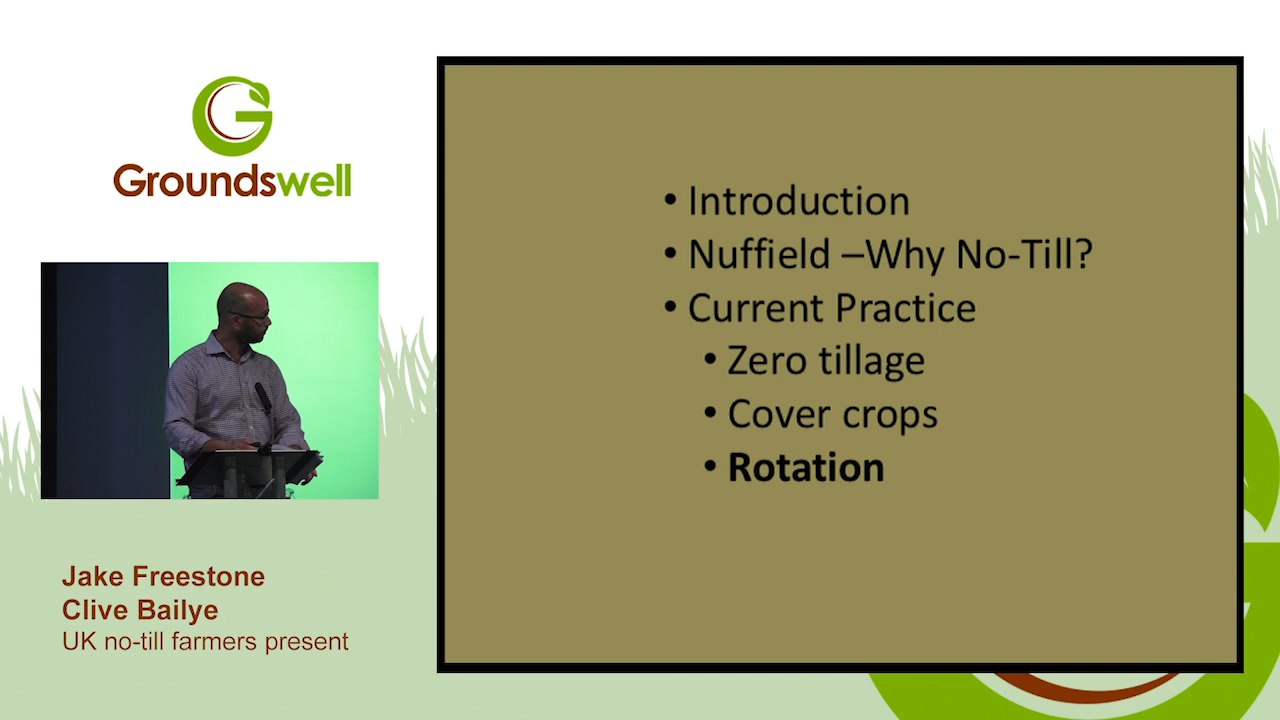 Groundswell
Jake Freestone
Clive Bailye
UK no-till farmers present
• Introduction
• Nuffield –Why No-Till?
• Current Practice
• Zero tillage
• Cover crops
• Rotation